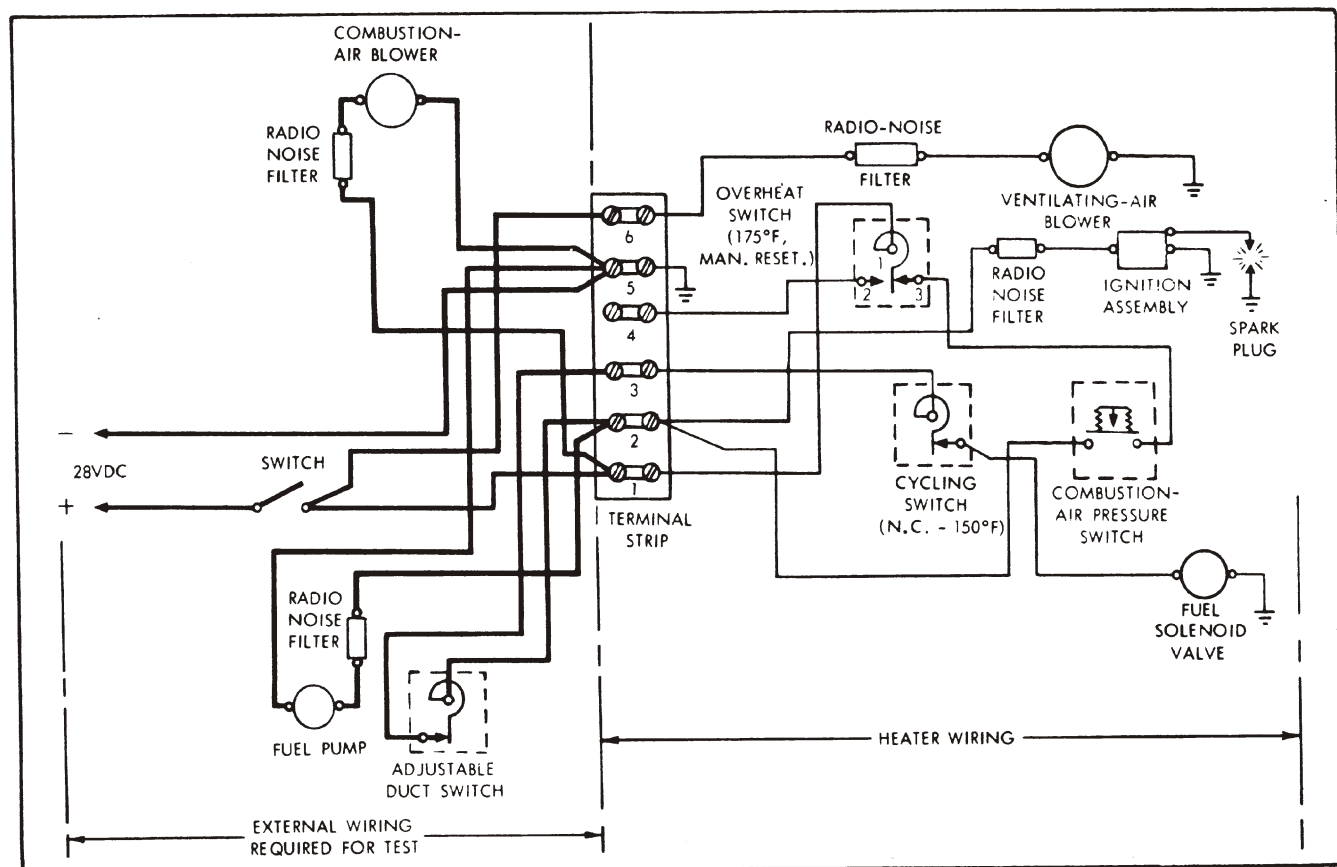 COMBUSTION-
AIR BLOWER
RADIO
NOISE
FILTER
RADIO-NOISE
FILTER
OVERHEAT
SWITCH
(175°F,
MAN. RESET.)
VENTILATING-AIR
BLOWER
1
2
3
RADIO
NOISE
FILTER
IGNITION
ASSEMBLY
SPARK
PLUG
6
5
4
3
2
1
TERMINAL
STRIP
−
28VDC
+
SWITCH
CYCLING
SWITCH
(N.C. - 150°F)
COMBUSTION-
AIR PRESSURE
SWITCH
FUEL
SOLENOID
VALVE
RADIO
NOISE
FILTER
FUEL PUMP
ADJUSTABLE
DUCT SWITCH
HEATER WIRING
EXTERNAL WIRING
REQUIRED FOR TEST